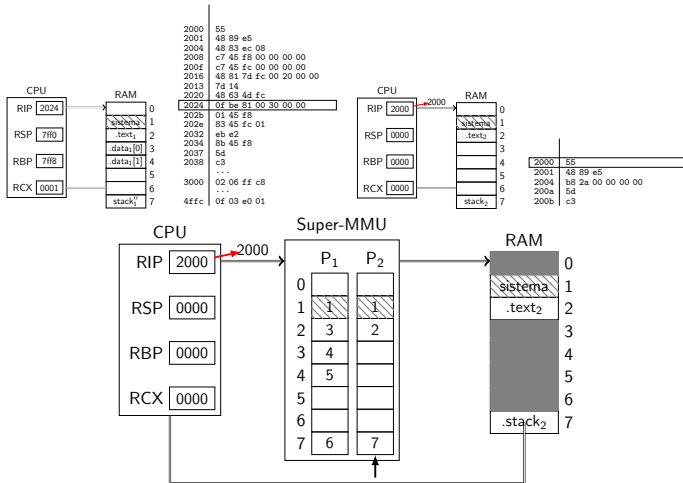 2000 55
2001 48 89 e5
2004 48 83 ec 08
2008 c7 45 f8 00 00 00 00
200f c7 45 fc 00 00 00 00
2016 48 81 7d fc 00 20 00 00
2013 7d 14
2020 48 63 4d fc
2024 0f be 81 00 30 00 00
202b 01 45 f8
202e 83 45 fc 01
2032 eb e2
2034 8b 45 f8
2037 5d
2038 c3
...
3000 02 06 ff c8
...
4ffc 0f 03 e0 01
CPU
RIP 2024
RSP 7ff0
RBP 7ff8
RCX 0001
RAM
0
sistema 1
.text₁ 2
.data₁[0] 3
.data₁[1] 4
5
6
stack₁'' 7
CPU
RIP 2000
RSP 0000
RBP 0000
RCX 0000
2000
RAM
0
sistema 1
.text₂ 2
3
4
5
6
stack₂ 7
2000 55
2001 48 89 e5
2004 b8 2a 00 00 00 00
200a 5d
200b c3
CPU
RIP 2000
RSP 0000
RBP 0000
RCX 0000
2000
Super-MMU
P₁ P₂
0
1 1 1
2 3 2
3 4
4 5
5
6
7 6 7
RAM
0
sistema 1
.text₂ 2
3
4
5
6
.stack₂ 7